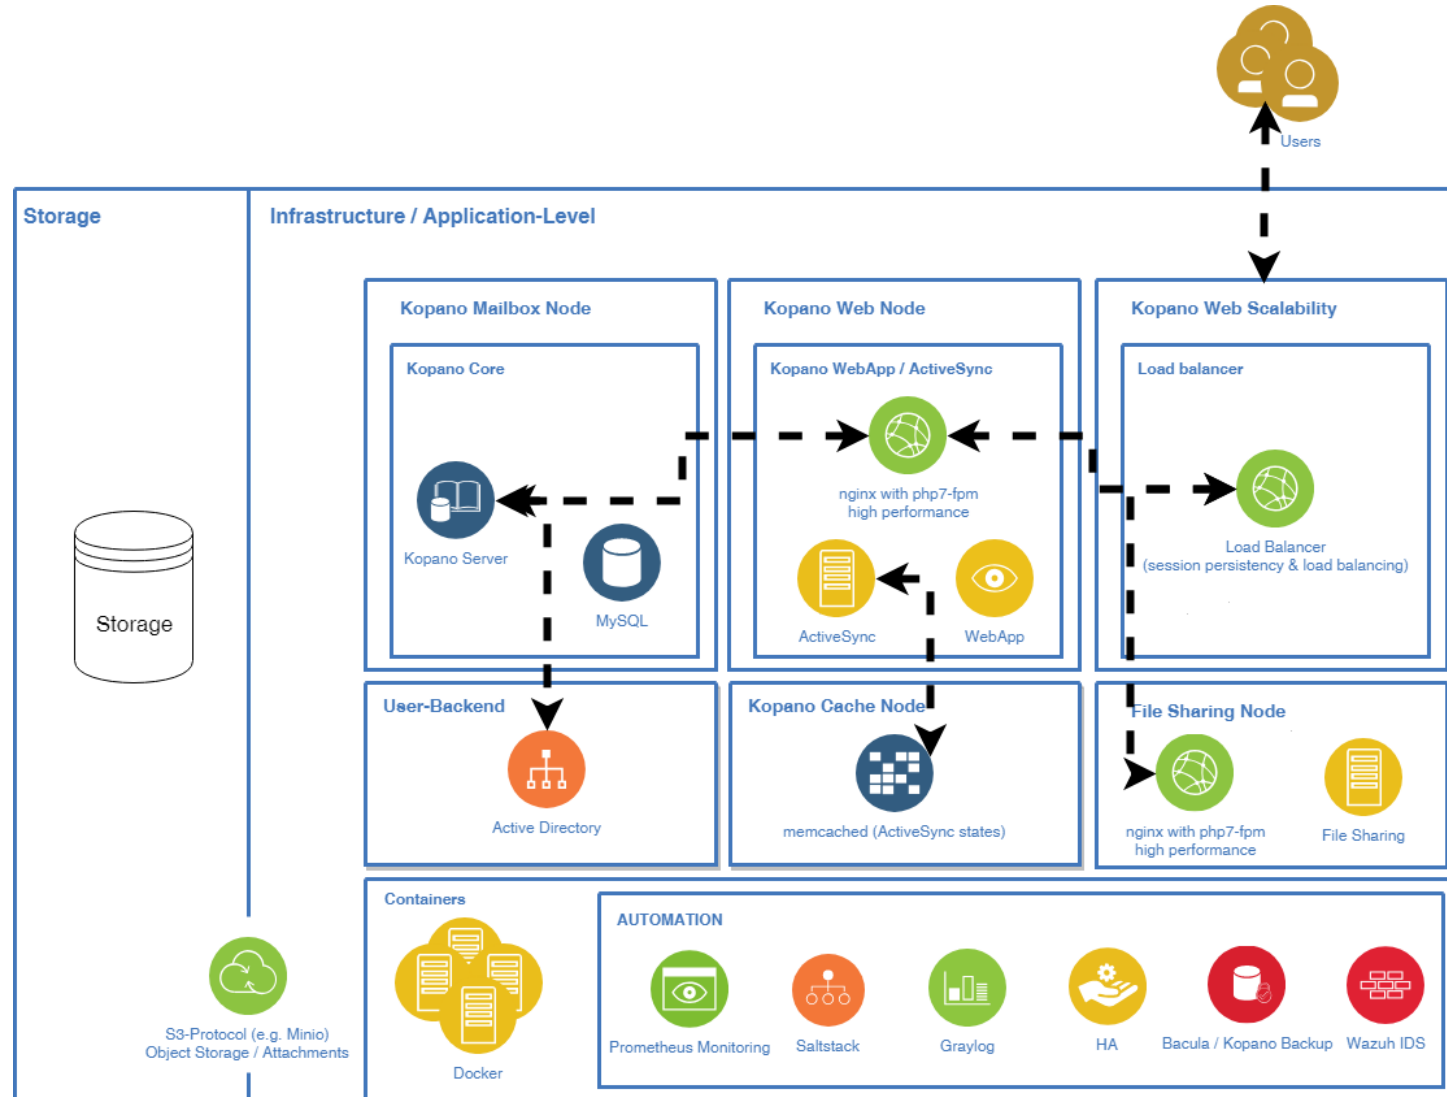 Users
Storage
Infrastructure / Application-Level
Kopano Mailbox Node
Kopano Web Node
Kopano Web Scalability
Kopano Core
Kopano WebApp / ActiveSync
Load balancer
nginx with php7-fpm
high performance
Kopano Server
MySQL
ActiveSync
WebApp
Load Balancer
(session persistency & load balancing)
Storage
User-Backend
Kopano Cache Node
File Sharing Node
Active Directory
memcached (ActiveSync states)
nginx with php7-fpm
high performance
File Sharing
Containers
AUTOMATION
S3-Protocol (e.g. Minio)
Object Storage / Attachments
Docker
Prometheus Monitoring
Saltstack
Graylog
HA
Bacula / Kopano Backup
Wazuh IDS